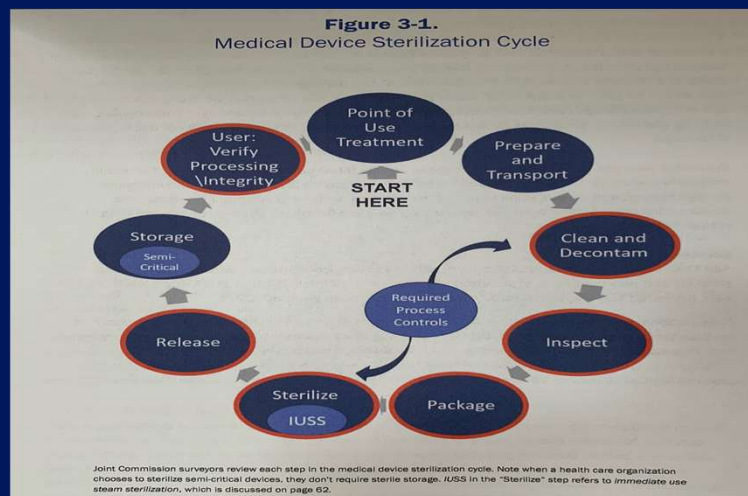 Figure 3-1.
Medical Device Sterilization Cycle
Point of
Use
Treatment
START
HERE
Prepare
and
Transport
Clean and
Decontam
Inspect
Package
Sterilize
IUSS
Release
Storage
Semi-
Critical
User:
Verify
Processing
\Integrity
Required
Process
Controls
Joint Commission surveyors review each step in the medical device sterilization cycle. Note when a health care organization
chooses to sterilize semi-critical devices, they don't require sterile storage. IUSS in the "Sterilize" step refers to immediate use
steam sterilization, which is discussed on page 62.